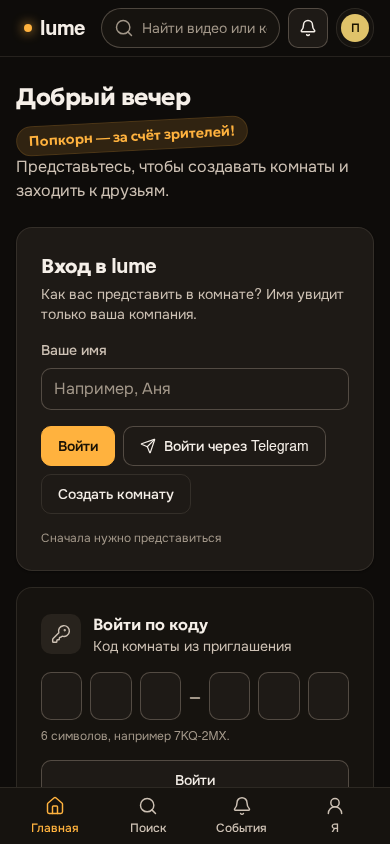 lume
Найти видео или к
П
Добрый вечер
Попкорн — за счёт зрителей!
Представьтесь, чтобы создавать комнаты и
заходить к друзьям.
Вход в lume
Как вас представить в комнате? Имя увидит
только ваша компания.
Ваше имя
Например, Аня
Войти
Войти через Telegram
Создать комнату
Сначала нужно представиться
Войти по коду
Код комнаты из приглашения
–
6 символов, например 7KQ-2MX.
Войти
Главная
Поиск
События
Я